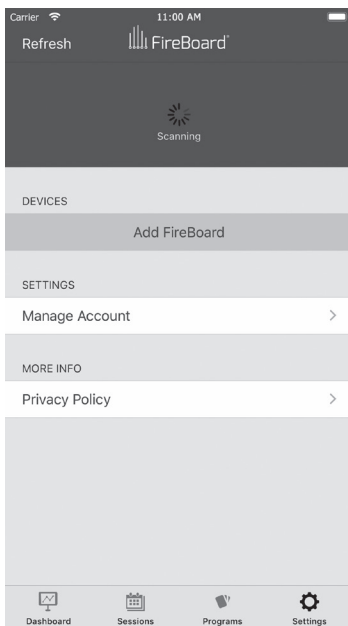 Carrier 11:00 AM
Refresh FireBoard
Scanning
DEVICES
Add FireBoard
SETTINGS
Manage Account
MORE INFO
Privacy Policy
Dashboard Sessions Programs Settings